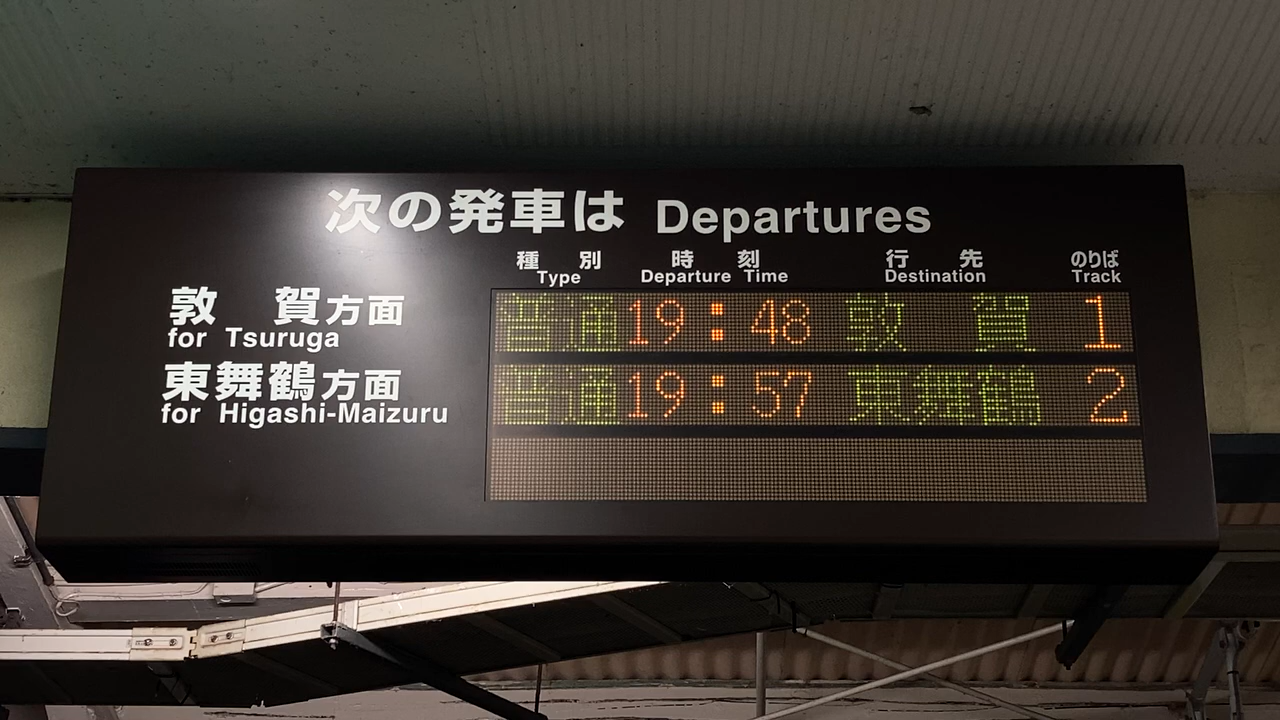 次の発車は Departures
種別 時刻 行先 のりば
Type Departure Time Destination Track
敦賀方面 普通 19:48 敦賀 1
for Tsuruga
東舞鶴方面 普通 19:57 東舞鶴 2
for Higashi-Maizuru